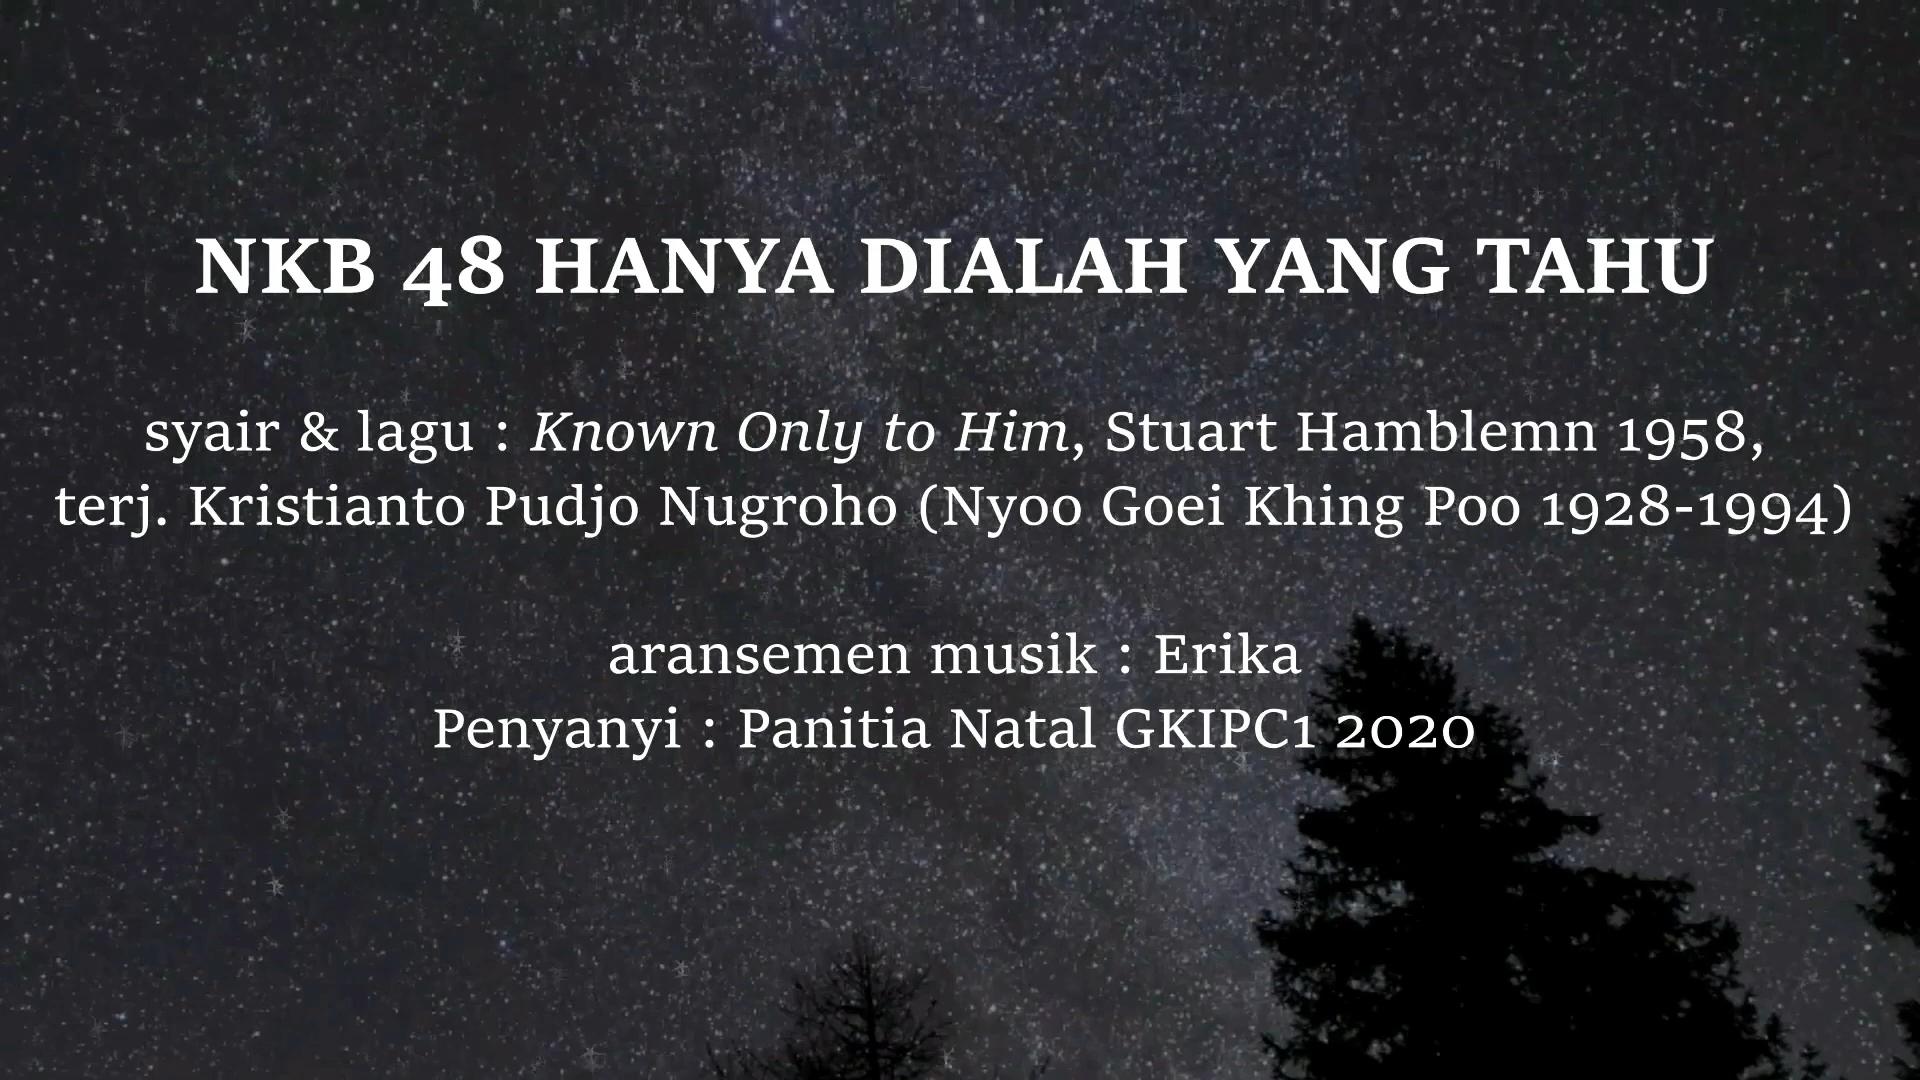 NKB 48 HANYA DIALAH YANG TAHU
syair & lagu : Known Only to Him, Stuart Hamblemn 1958,
terj. Kristianto Pudjo Nugroho (Nyoo Goei Khing Poo 1928-1994)
aransemen musik : Erika
Penyanyi : Panitia Natal GKIPC1 2020